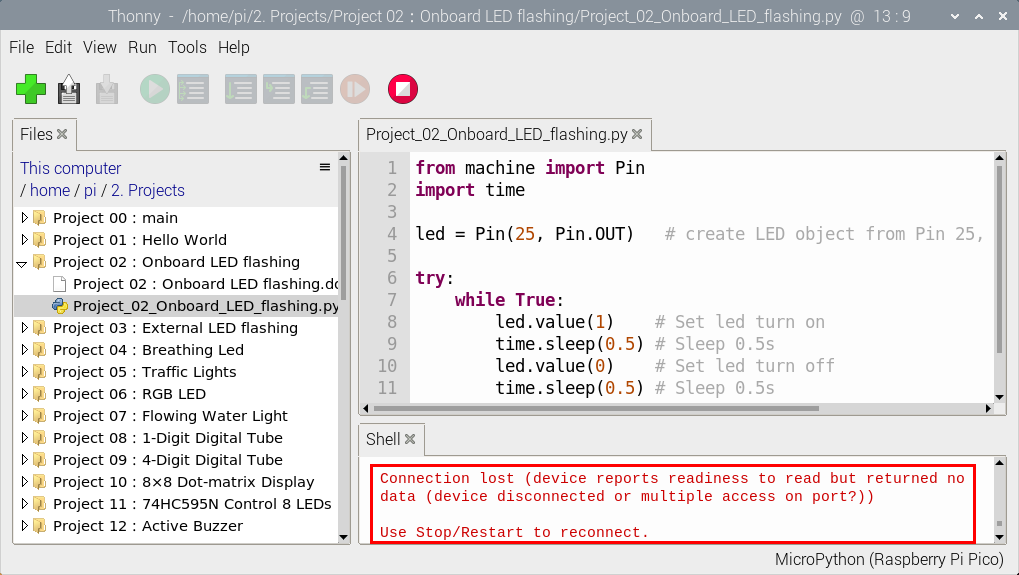 Thonny - /home/pi/2. Projects/Project 02 : Onboard LED flashing/Project_02_Onboard_LED_flashing.py @ 13 : 9
File Edit View Run Tools Help
Files
This computer
/ home / pi / 2. Projects
Project 00 : main
Project 01 : Hello World
Project 02 : Onboard LED flashing
Project 02 : Onboard LED flashing.do
Project_02_Onboard_LED_flashing.py
Project 03 : External LED flashing
Project 04 : Breathing Led
Project 05 : Traffic Lights
Project 06 : RGB LED
Project 07 : Flowing Water Light
Project 08 : 1-Digit Digital Tube
Project 09 : 4-Digit Digital Tube
Project 10 : 8×8 Dot-matrix Display
Project 11 : 74HC595N Control 8 LEDs
Project 12 : Active Buzzer
Project_02_Onboard_LED_flashing.py
1 from machine import Pin
2 import time
3
4 led = Pin(25, Pin.OUT)   # create LED object from Pin 25,
5
6 try:
7     while True:
8         led.value(1)    # Set led turn on
9         time.sleep(0.5) # Sleep 0.5s
10         led.value(0)    # Set led turn off
11         time.sleep(0.5) # Sleep 0.5s
Shell
Connection lost (device reports readiness to read but returned no
data (device disconnected or multiple access on port?))
Use Stop/Restart to reconnect.
MicroPython (Raspberry Pi Pico)